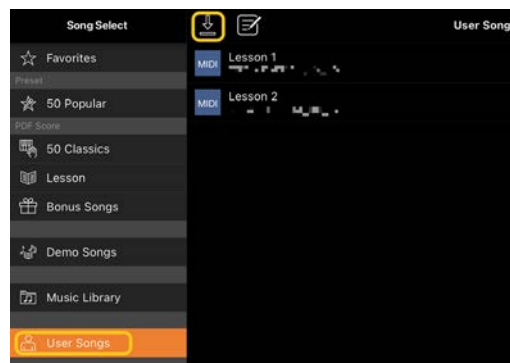 Song Select
User Song
Favorites
Preset
50 Popular
PDF Score
50 Classics
Lesson
Bonus Songs
Demo Songs
Music Library
User Songs
MIDI
Lesson 1
MIDI
Lesson 2